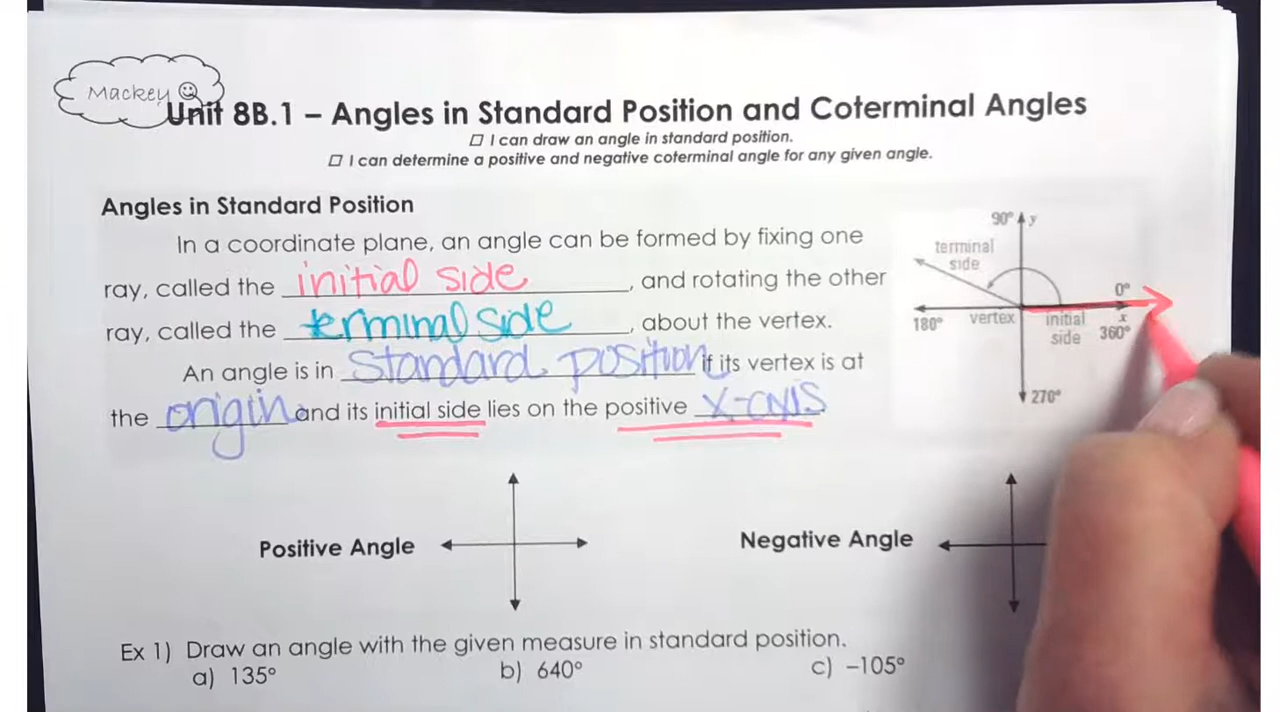 Mackey
Unit 8B.1 – Angles in Standard Position and Coterminal Angles
I can draw an angle in standard position.
I can determine a positive and negative coterminal angle for any given angle.
Angles in Standard Position
In a coordinate plane, an angle can be formed by fixing one
ray, called the initial side, and rotating the other
ray, called the terminal side, about the vertex.
An angle is in standard position if its vertex is at
the origin and its initial side lies on the positive x-axis
90° y
terminal
side
0°
180° vertex initial x
side 360°
270°
Positive Angle
Negative Angle
Ex 1) Draw an angle with the given measure in standard position.
a) 135° b) 640° c) –105°